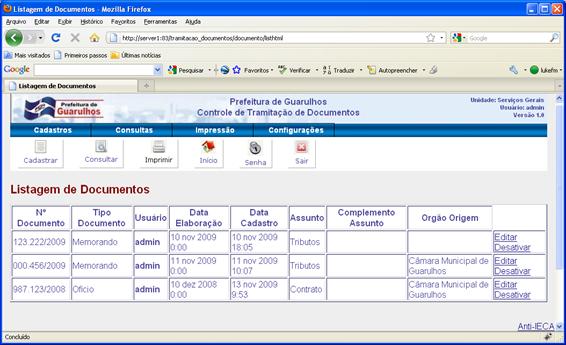 Listagem de Documentos - Mozilla Firefox
Arquivo Editar Exibir Histórico Favoritos Ferramentas Ajuda
http://server1:83/tramitacao_documentos/documento/listhtml
Google
Mais visitados Primeiros passos Últimas notícias
Google Pesquisar Favoritos Verificar Traduzir Autopreencher lukefm
Listagem de Documentos
Prefeitura de Guarulhos
Prefeitura de Guarulhos
Controle de Tramitação de Documentos
Unidade: Serviços Gerais
Usuário: admin
Versão 1.0
Cadastros Consultas Impressão Configurações
Cadastrar Consultar Imprimir Início Senha Sair
Listagem de Documentos
N° Documento Tipo Documento Usuário Data Elaboração Data Cadastro Assunto Complemento Assunto Orgão Origem
123.222/2009 Memorando admin 10 nov 2009 0:00 10 nov 2009 18:05 Tributos Editar Desativar
000.456/2009 Memorando admin 11 nov 2009 0:00 11 nov 2009 10:07 Tributos Câmara Municipal de Guarulhos Editar Desativar
987.123/2008 Oficio admin 10 dez 2008 0:00 13 nov 2009 9:53 Contrato Câmara Municipal de Guarulhos Editar Desativar
Anti-IECA
Concluído